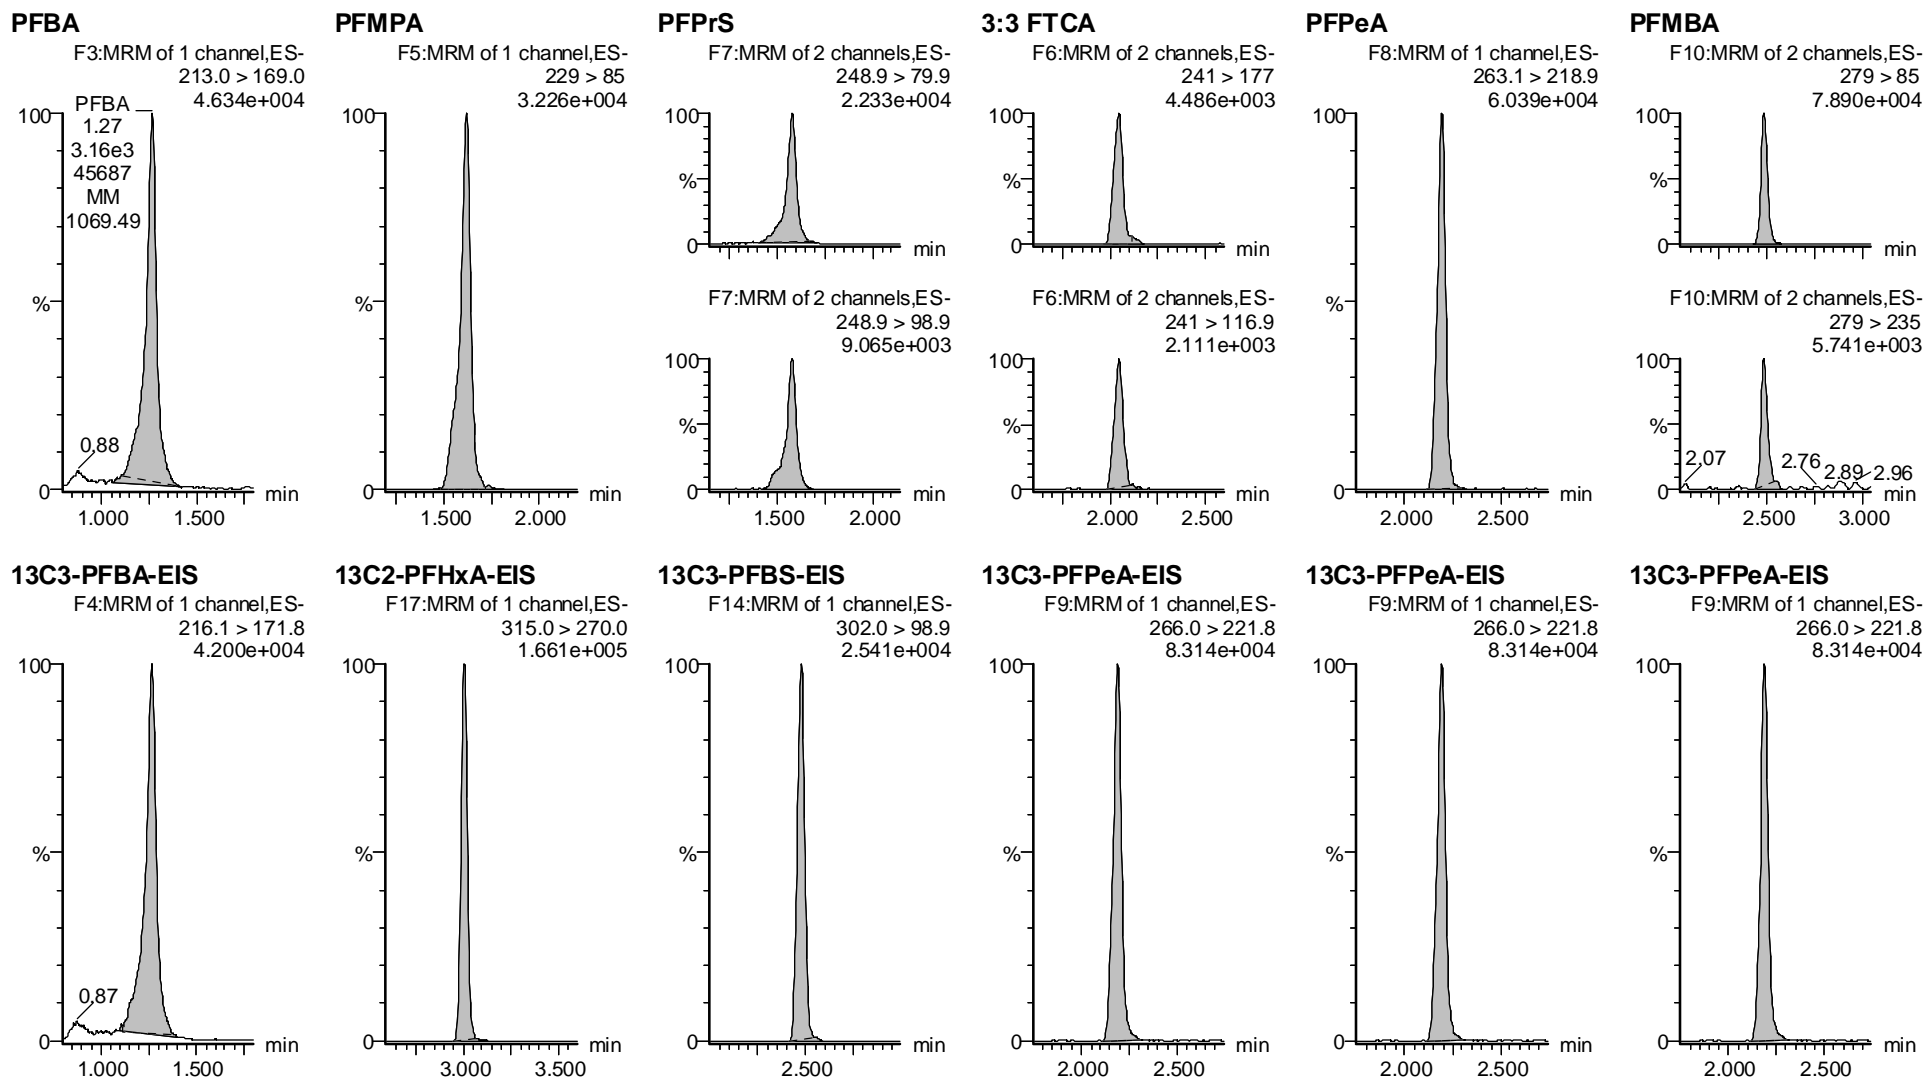 PFBA
F3:MRM of 1 channel,ES-
213.0 > 169.0
4.634e+004
100
PFBA
1.27
3.16e3
45687
MM
1069.49
%
0.88
0
min
1.000
1.500
PFMPA
F5:MRM of 1 channel,ES-
229 > 85
3.226e+004
100
%
0
min
1.500
2.000
PFPrS
F7:MRM of 2 channels,ES-
248.9 > 79.9
2.233e+004
100
%
0
min
F7:MRM of 2 channels,ES-
248.9 > 98.9
9.065e+003
100
%
0
min
1.500
2.000
3:3 FTCA
F6:MRM of 2 channels,ES-
241 > 177
4.486e+003
100
%
0
min
F6:MRM of 2 channels,ES-
241 > 116.9
2.111e+003
100
%
0
min
2.000
2.500
PFPeA
F8:MRM of 1 channel,ES-
263.1 > 218.9
6.039e+004
100
%
0
min
2.000
2.500
PFMBA
F10:MRM of 2 channels,ES-
279 > 85
7.890e+004
100
%
0
min
F10:MRM of 2 channels,ES-
279 > 235
5.741e+003
100
%
2.07
2.76
2.89
2.96
0
min
2.500
3.000
13C3-PFBA-EIS
F4:MRM of 1 channel,ES-
216.1 > 171.8
4.200e+004
100
%
0.87
0
min
1.000
1.500
13C2-PFHxA-EIS
F17:MRM of 1 channel,ES-
315.0 > 270.0
1.661e+005
100
%
0
min
3.000
3.500
13C3-PFBS-EIS
F14:MRM of 1 channel,ES-
302.0 > 98.9
2.541e+004
100
%
0
min
2.500
13C3-PFPeA-EIS
F9:MRM of 1 channel,ES-
266.0 > 221.8
8.314e+004
100
%
0
min
2.000
2.500
13C3-PFPeA-EIS
F9:MRM of 1 channel,ES-
266.0 > 221.8
8.314e+004
100
%
0
min
2.000
2.500
13C3-PFPeA-EIS
F9:MRM of 1 channel,ES-
266.0 > 221.8
8.314e+004
100
%
0
min
2.000
2.500